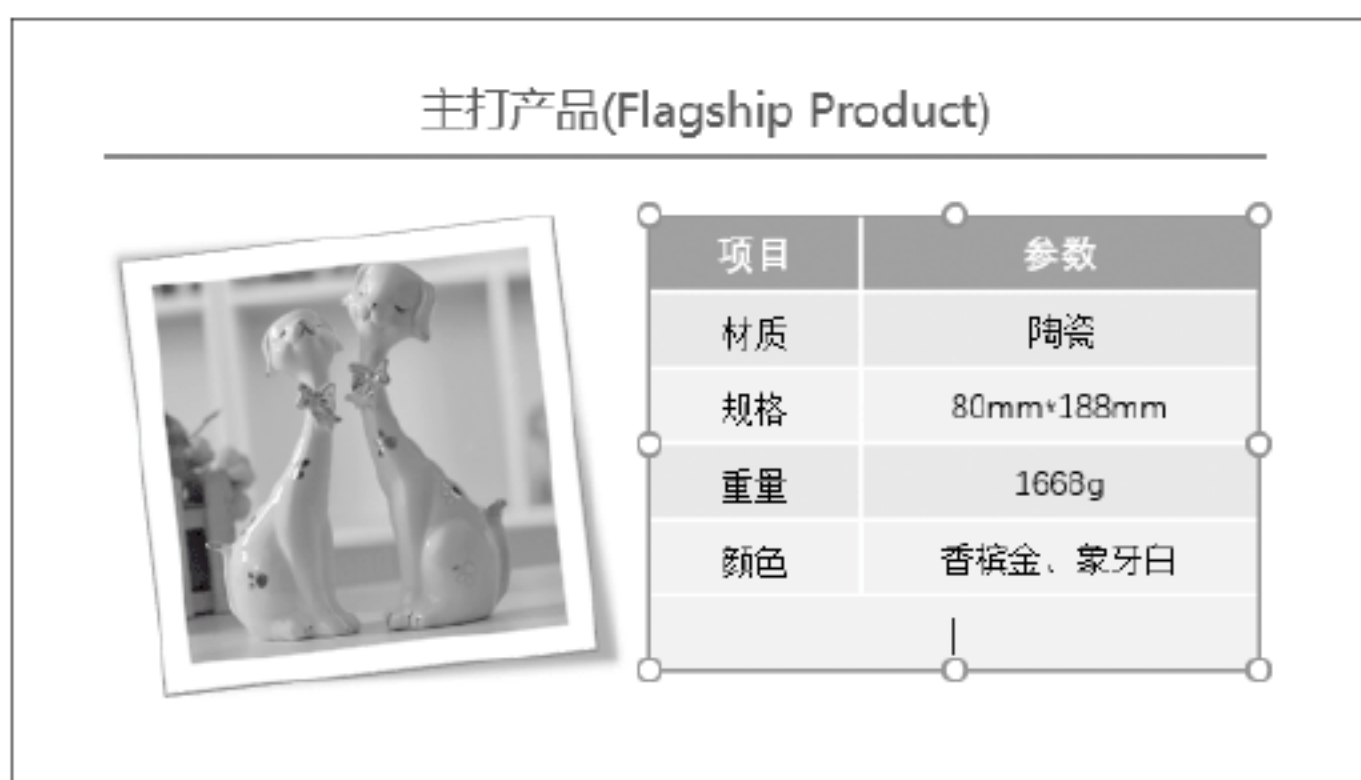 主打产品(Flagship Product)
项目 参数
材质 陶瓷
规格 80mm*188mm
重量 1668g
颜色 香槟金、象牙白